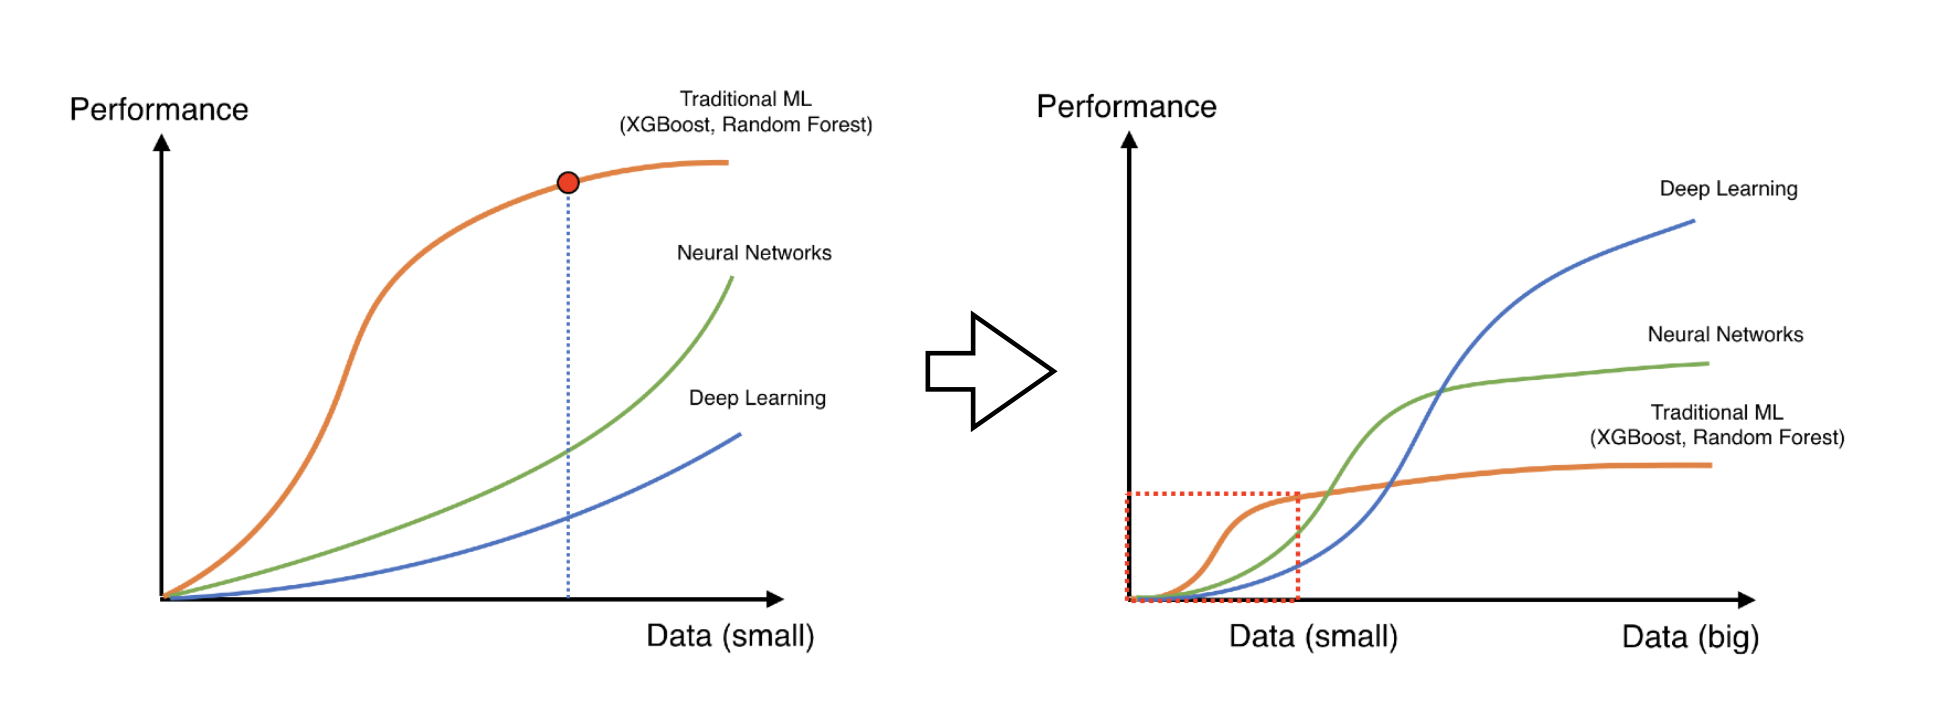 Performance
Traditional ML
(XGBoost, Random Forest)
Neural Networks
Deep Learning
Data (small)
Performance
Deep Learning
Neural Networks
Traditional ML
(XGBoost, Random Forest)
Data (small)
Data (big)